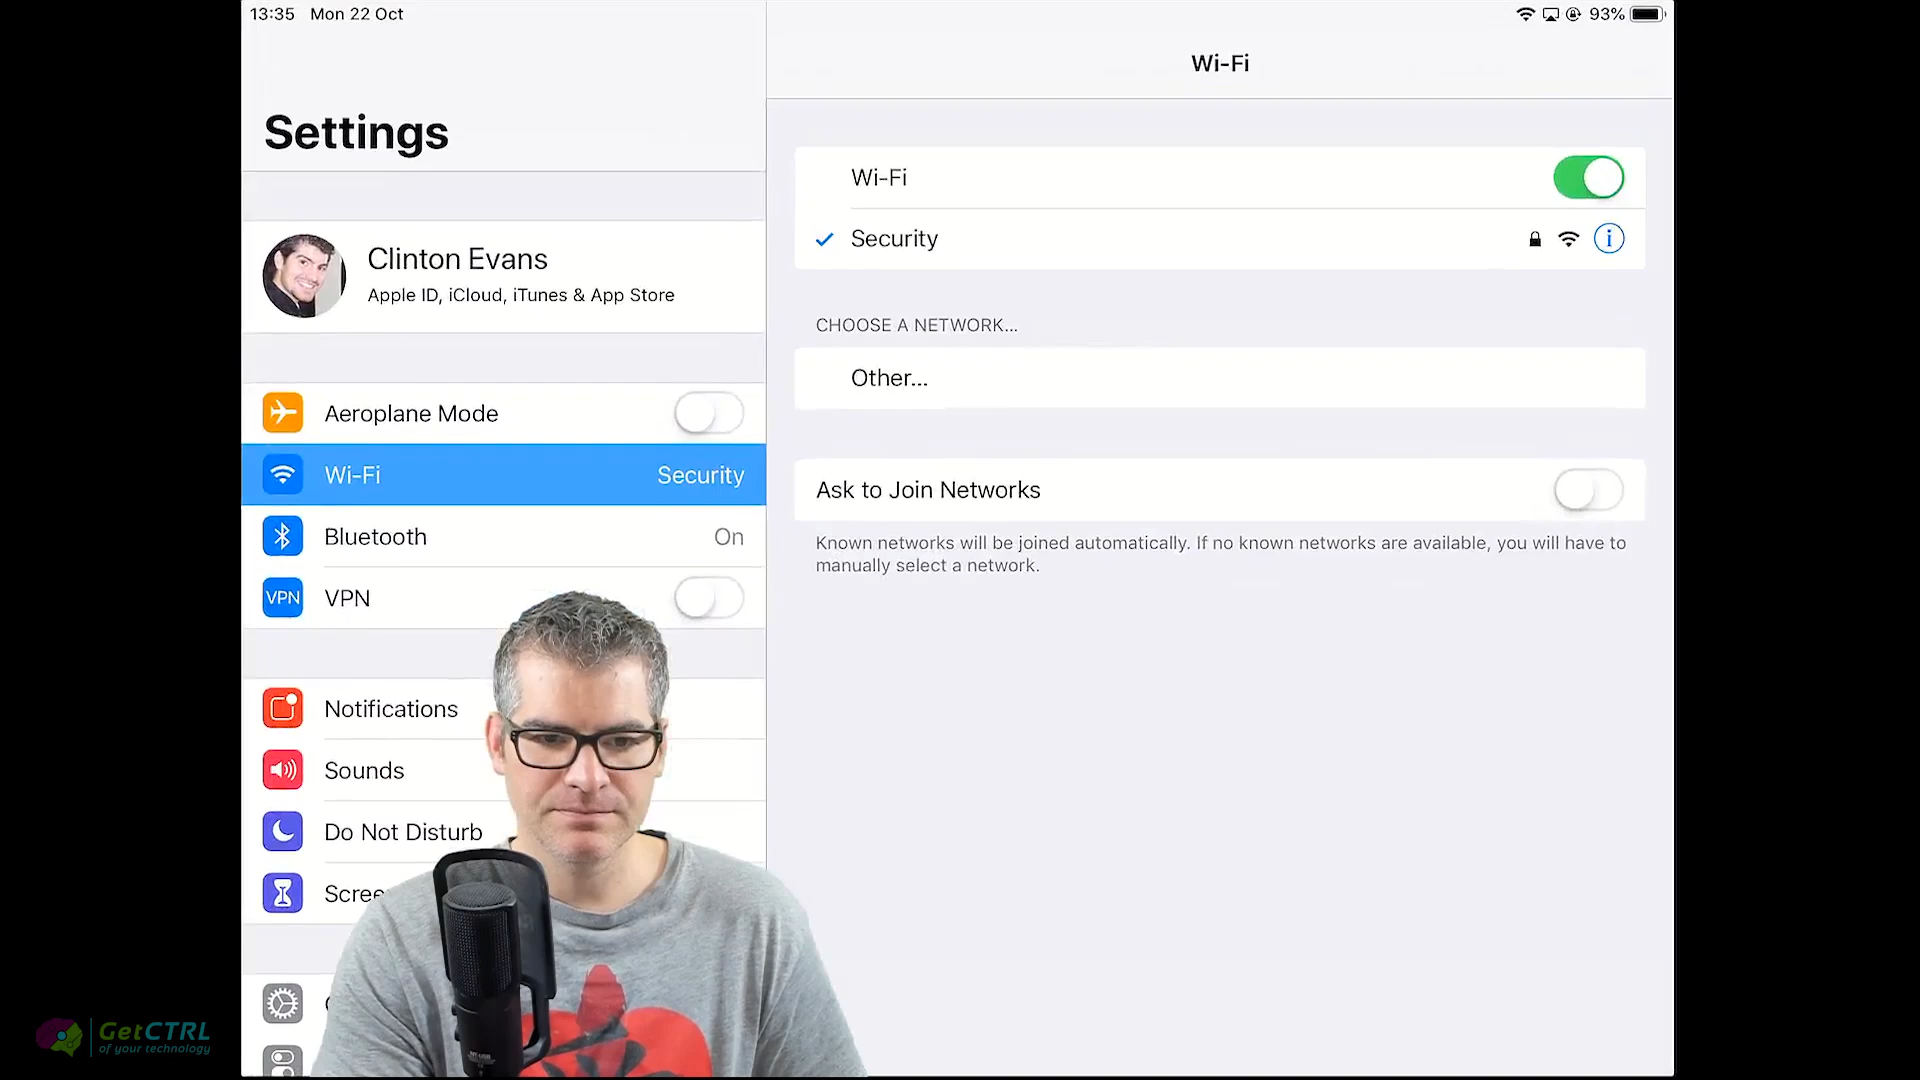 13:35 Mon 22 Oct
93%
Settings
Clinton Evans
Apple ID, iCloud, iTunes & App Store
Aeroplane Mode
Wi-Fi Security
Bluetooth On
VPN VPN
Notifications
Sounds
Do Not Disturb
Scree
Wi-Fi
Wi-Fi
Security
CHOOSE A NETWORK...
Other...
Ask to Join Networks
Known networks will be joined automatically. If no known networks are available, you will have to
manually select a network.
GetCTRL
of your technology